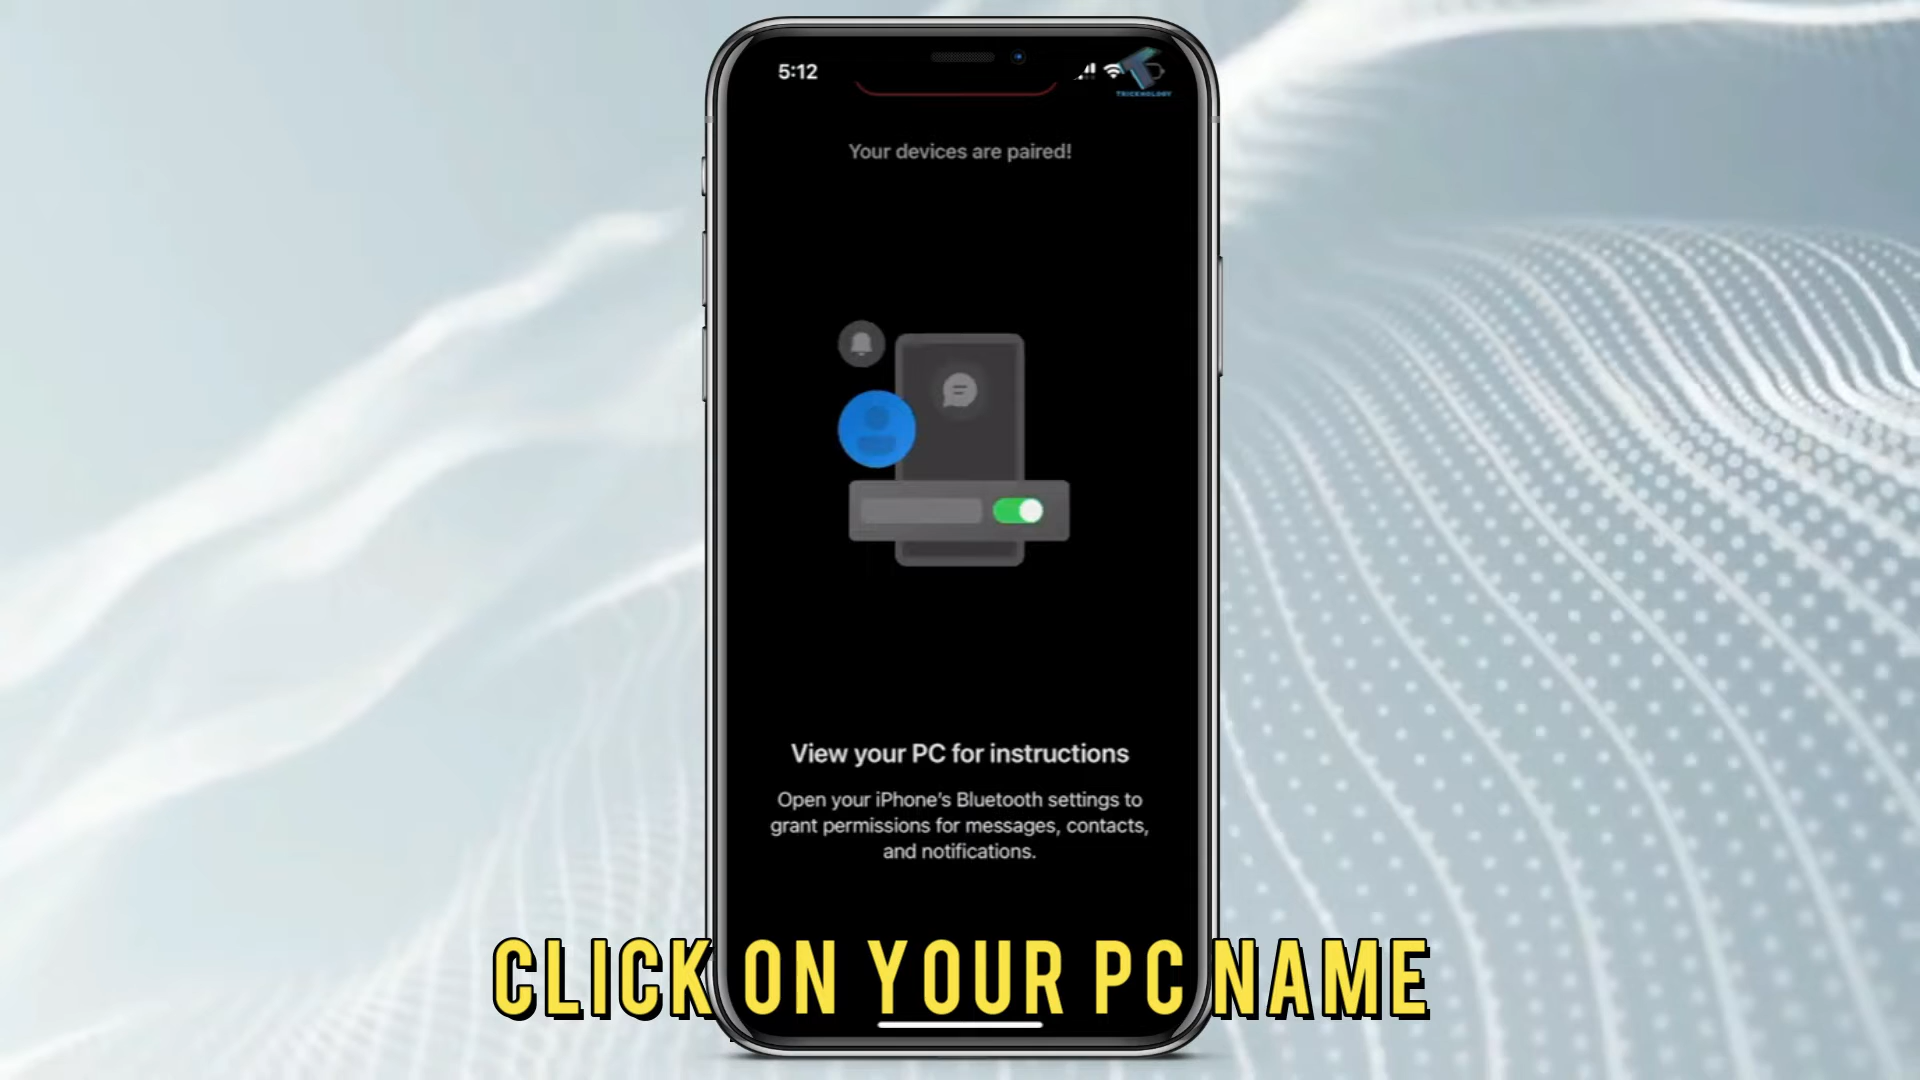 5:12
TRICKNOLOGY
Your devices are paired!
View your PC for instructions
Open your iPhone's Bluetooth settings to
grant permissions for messages, contacts,
and notifications.
CLICK ON YOUR PC NAME